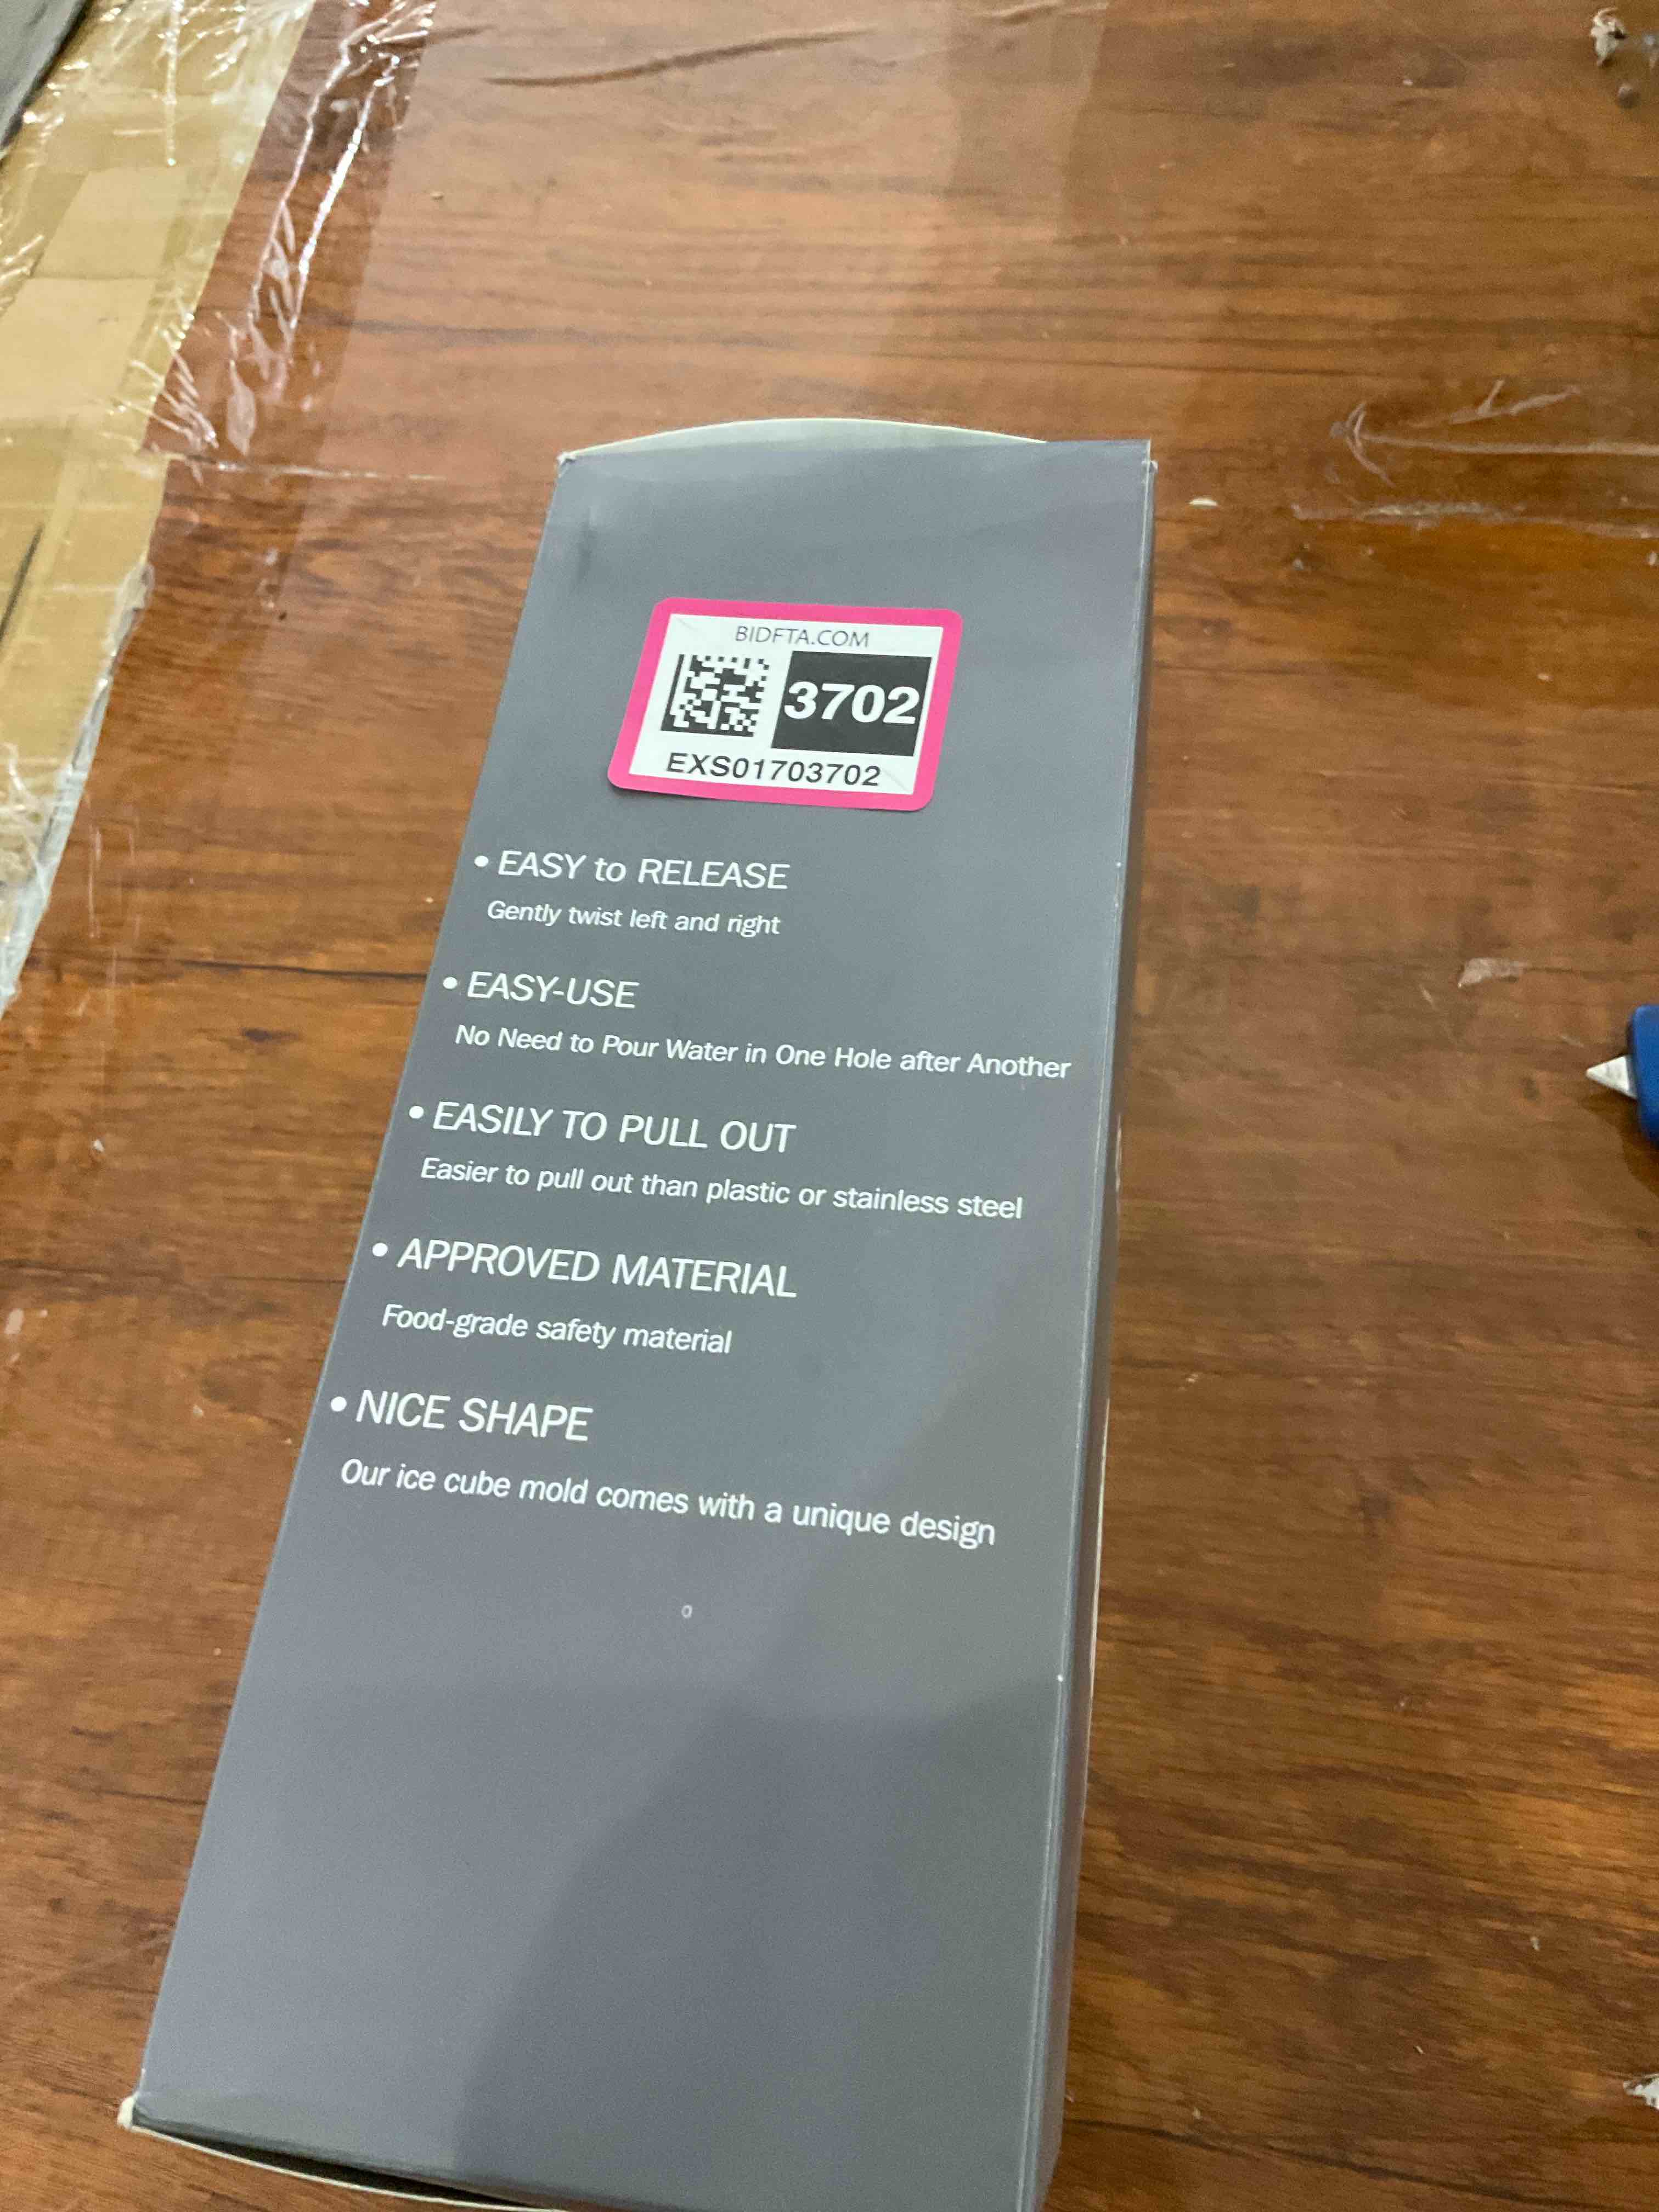 BIDFTA.COM
3702
EXS01703702
• EASY to RELEASE
Gently twist left and right
• EASY-USE
No Need to Pour Water in One Hole after Another
• EASILY TO PULL OUT
Easier to pull out than plastic or stainless steel
• APPROVED MATERIAL
Food-grade safety material
• NICE SHAPE
Our ice cube mold comes with a unique design